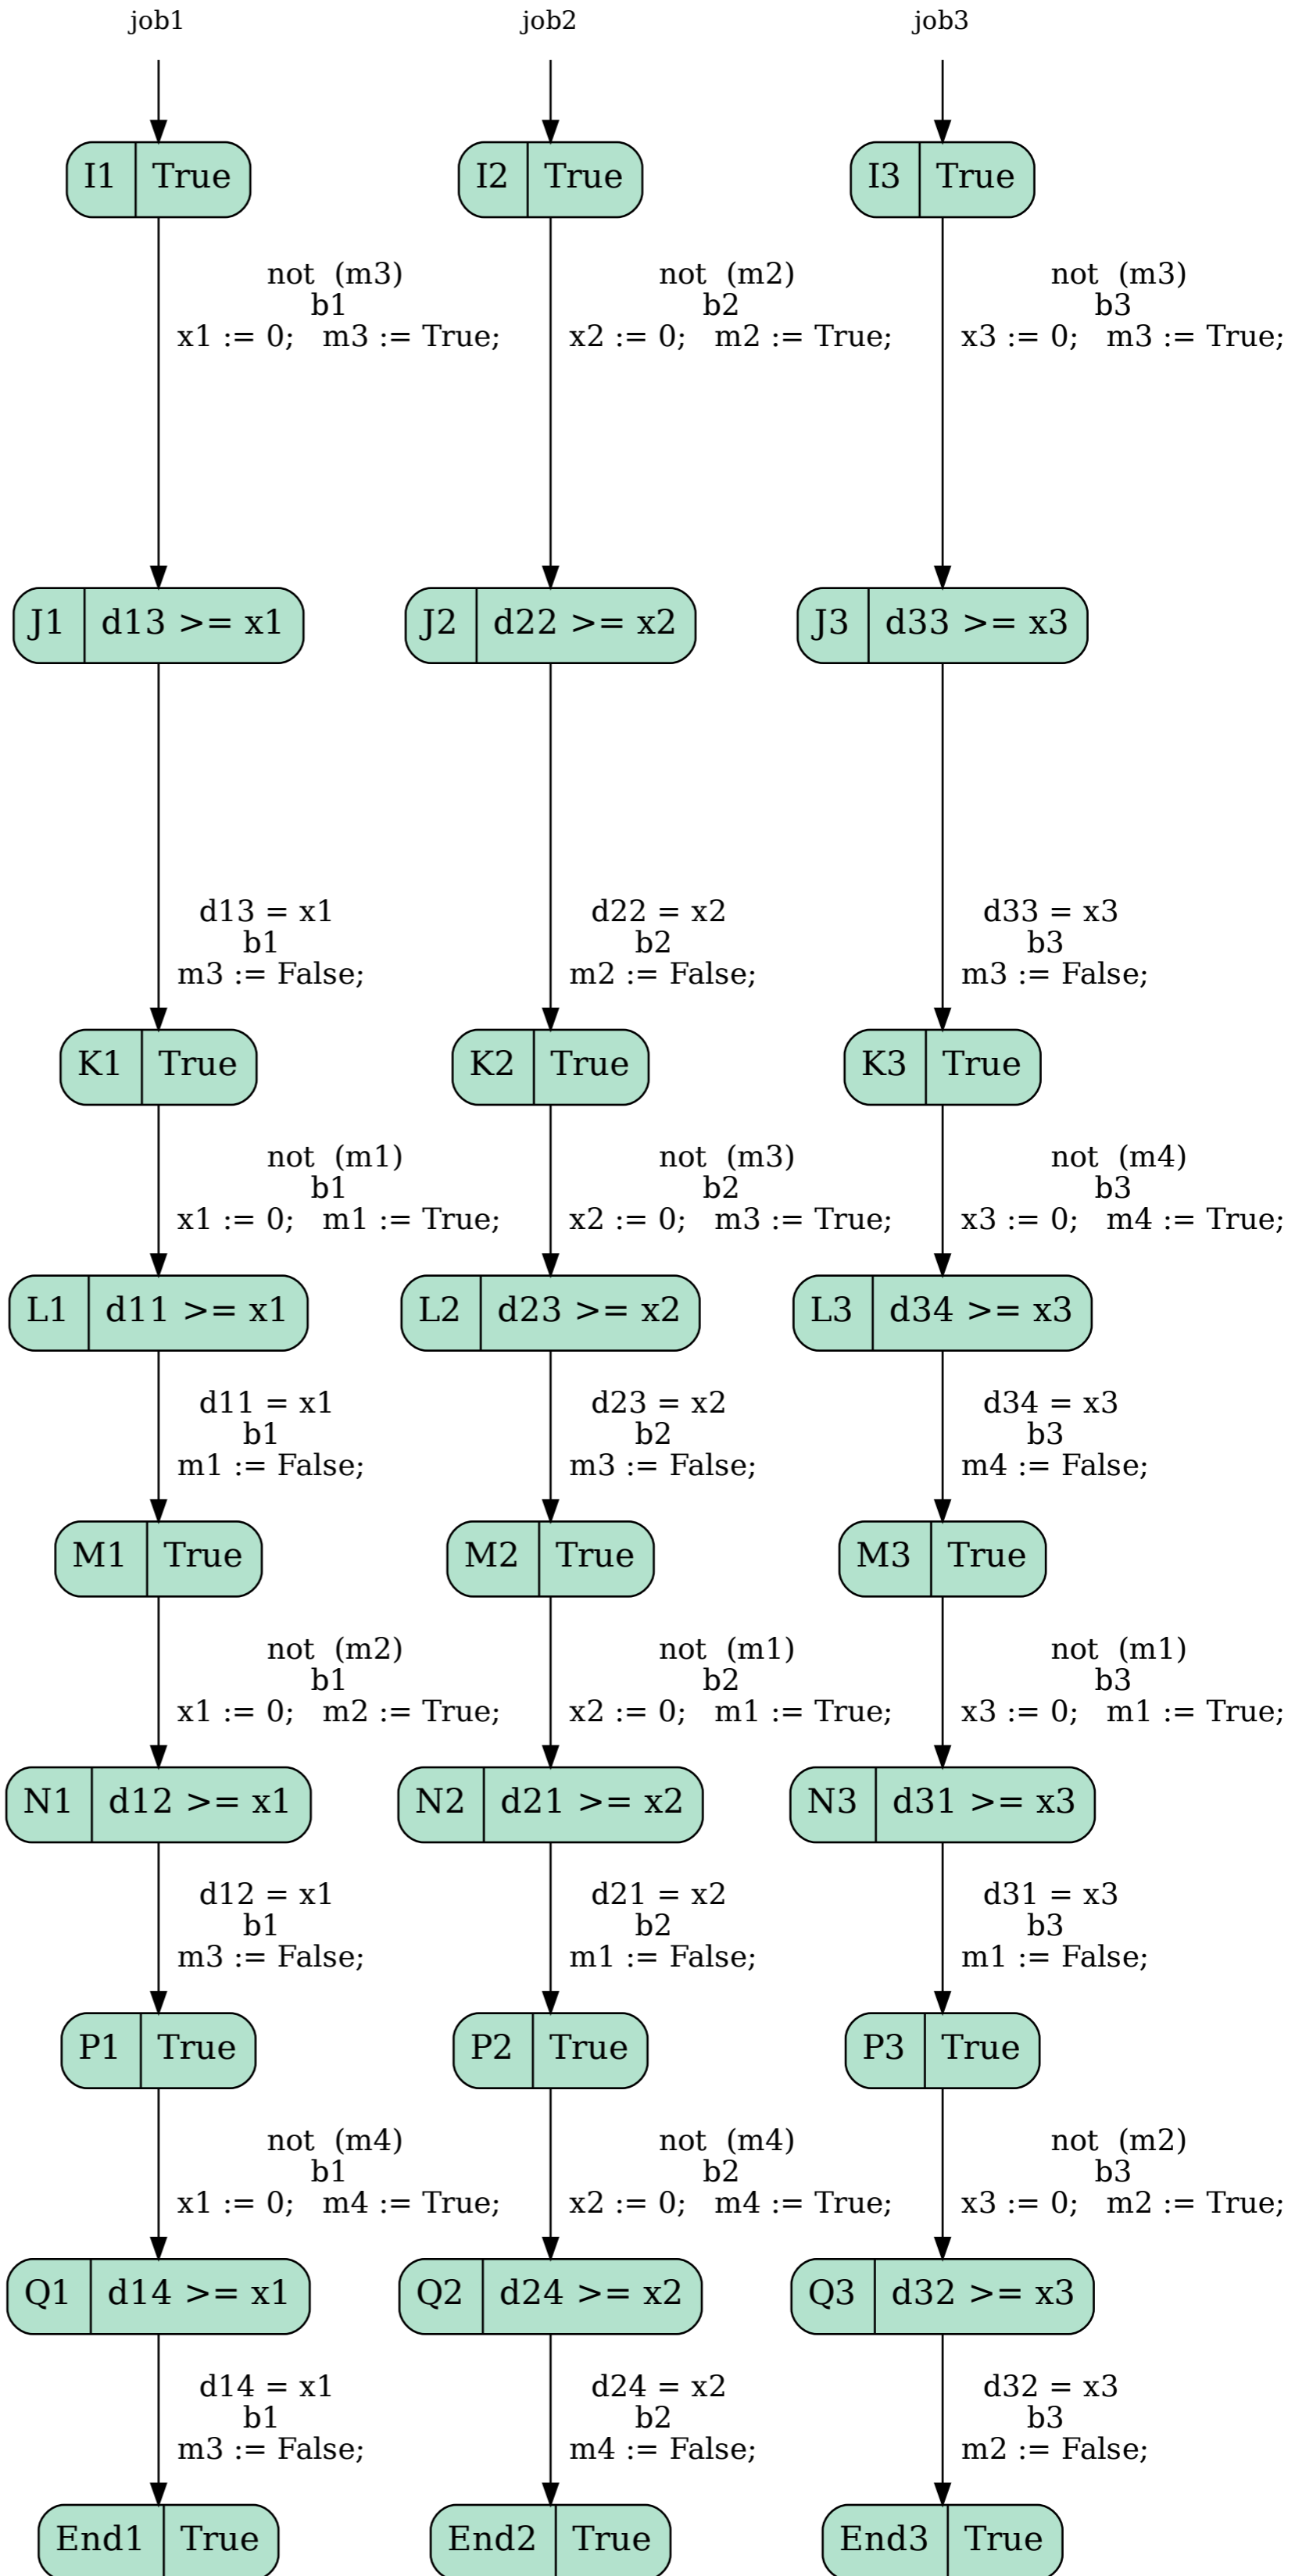 job1 job2 job3
I1 True I2 True I3 True
not (m3) not (m2) not (m3)
b1 b2 b3
x1 := 0; m3 := True; x2 := 0; m2 := True; x3 := 0; m3 := True;
J1 d13 >= x1 J2 d22 >= x2 J3 d33 >= x3
d13 = x1 d22 = x2 d33 = x3
b1 b2 b3
m3 := False; m2 := False; m3 := False;
K1 True K2 True K3 True
not (m1) not (m3) not (m4)
b1 b2 b3
x1 := 0; m1 := True; x2 := 0; m3 := True; x3 := 0; m4 := True;
L1 d11 >= x1 L2 d23 >= x2 L3 d34 >= x3
d11 = x1 d23 = x2 d34 = x3
b1 b2 b3
m1 := False; m3 := False; m4 := False;
M1 True M2 True M3 True
not (m2) not (m1) not (m1)
b1 b2 b3
x1 := 0; m2 := True; x2 := 0; m1 := True; x3 := 0; m1 := True;
N1 d12 >= x1 N2 d21 >= x2 N3 d31 >= x3
d12 = x1 d21 = x2 d31 = x3
b1 b2 b3
m3 := False; m1 := False; m1 := False;
P1 True P2 True P3 True
not (m4) not (m4) not (m2)
b1 b2 b3
x1 := 0; m4 := True; x2 := 0; m4 := True; x3 := 0; m2 := True;
Q1 d14 >= x1 Q2 d24 >= x2 Q3 d32 >= x3
d14 = x1 d24 = x2 d32 = x3
b1 b2 b3
m3 := False; m4 := False; m2 := False;
End1 True End2 True End3 True